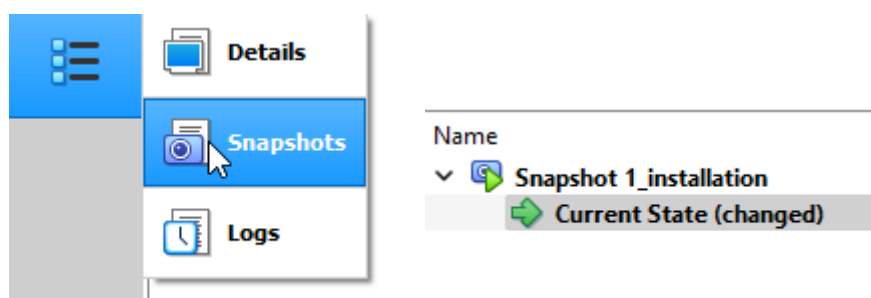 Details
Snapshots
Logs
Name
Snapshot 1_installation
Current State (changed)